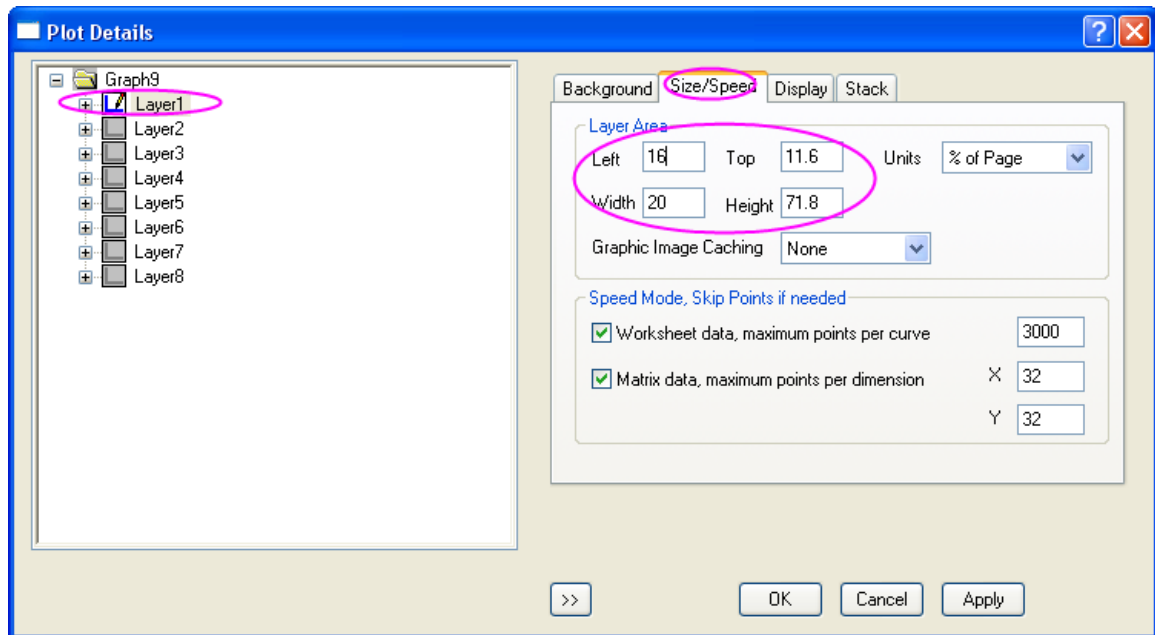 Plot Details
Graph9
Layer1
Layer2
Layer3
Layer4
Layer5
Layer6
Layer7
Layer8
Background Size/Speed Display Stack
Layer Area
Left 16 Top 11.6 Units % of Page
Width 20 Height 71.8
Graphic Image Caching None
Speed Mode, Skip Points if needed
Worksheet data, maximum points per curve 3000
Matrix data, maximum points per dimension X 32
Y 32
>> OK Cancel Apply